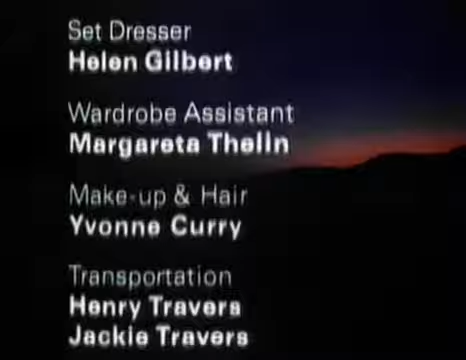 Set Dresser
Helen Gilbert
Wardrobe Assistant
Margareta Thelin
Make-up & Hair
Yvonne Curry
Transportation
Henry Travers
Jackie Travers